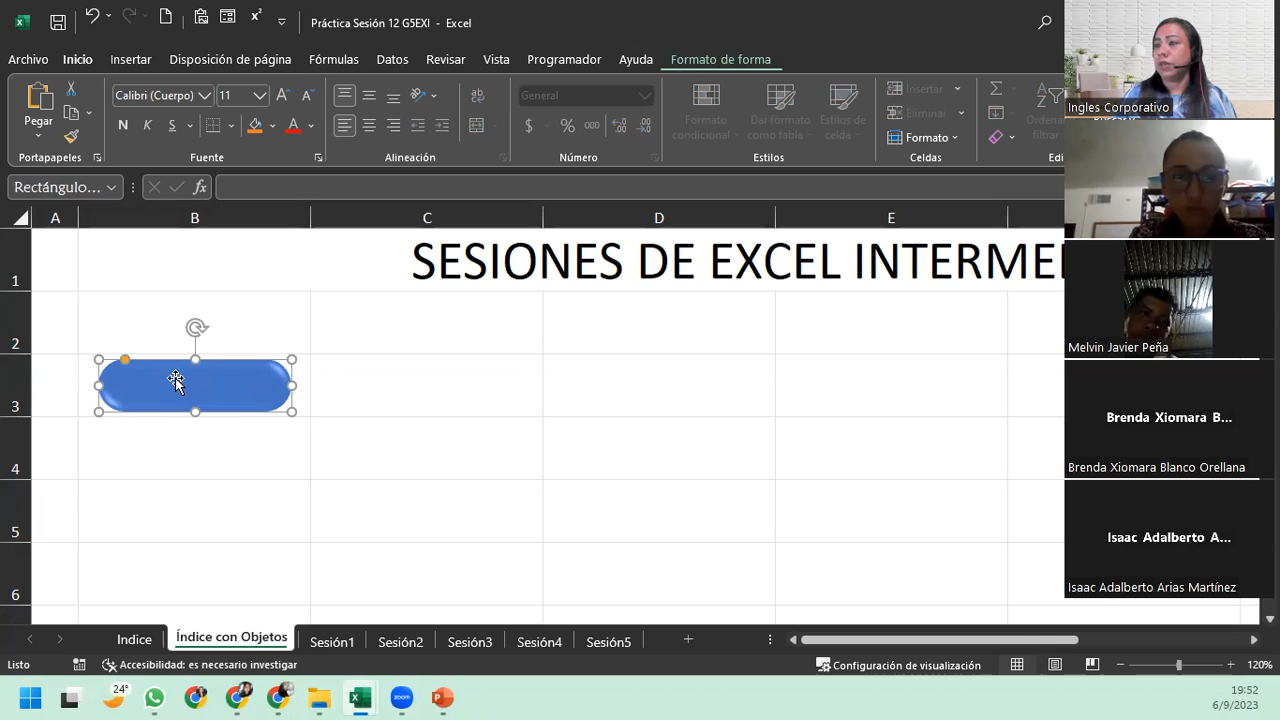 Práctica Sesión 12 G5EXI - Excel
Archivo Inicio Insertar Disposición de página Fórmulas Vista Ayuda Formato de forma
Calibri (Cuerpo) 11
Pegar
N K S
Portapapeles Fuente Alineación Número
Formato condicional
Dar formato como tabla
Estilos de celda
Estilos
Insertar
Eliminar
Formato
Celdas
Ordenar
filtrar
Rectángulo...
fx
A B C D E
SESIONES DE EXCEL INTERME
1
2
3
4
5
6
Indice Índice con Objetos Sesión1 Sesión2 Sesión3 Sesión4 Sesión5
Listo Accesibilidad: es necesario investigar Configuración de visualización 120%
24°
zoom
19:52
6/9/2023
Ingles Corporativo
Melvin Javier Peña
Brenda Xiomara B...
Brenda Xiomara Blanco Orellana
Isaac Adalberto A...
Isaac Adalberto Arias Martínez